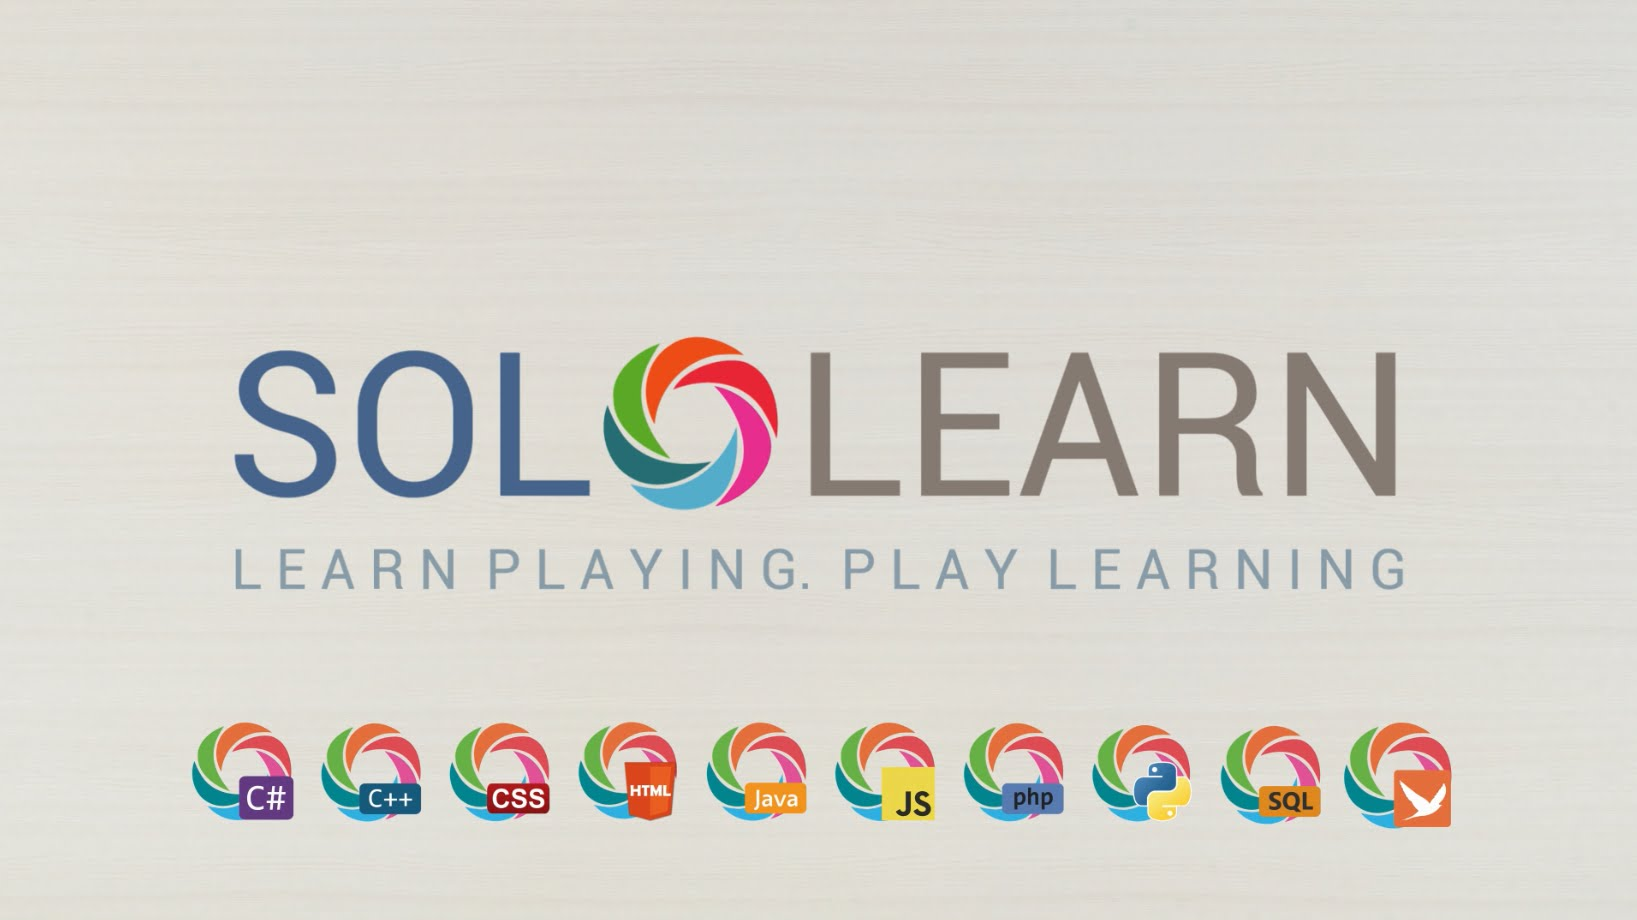 SOLOLEARN
LEARN PLAYING. PLAY LEARNING
C# C++ CSS HTML Java JS php SQL